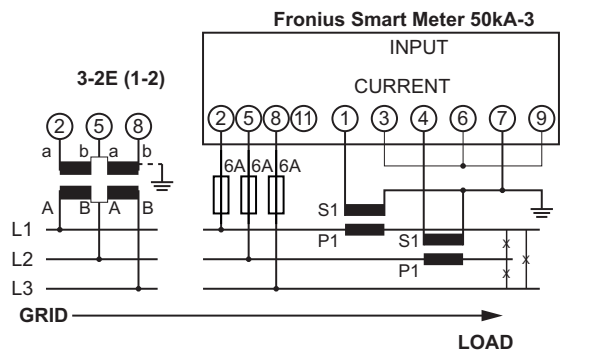 Fronius Smart Meter 50kA-3
INPUT
3-2E (1-2)
CURRENT
2 5 8
2 5 8 11 1 3 4 6 7 9
a b a b
6A 6A 6A
A B A B
S1
L1
P1
S1
x
L2
x
P1
x
L3
GRID
LOAD